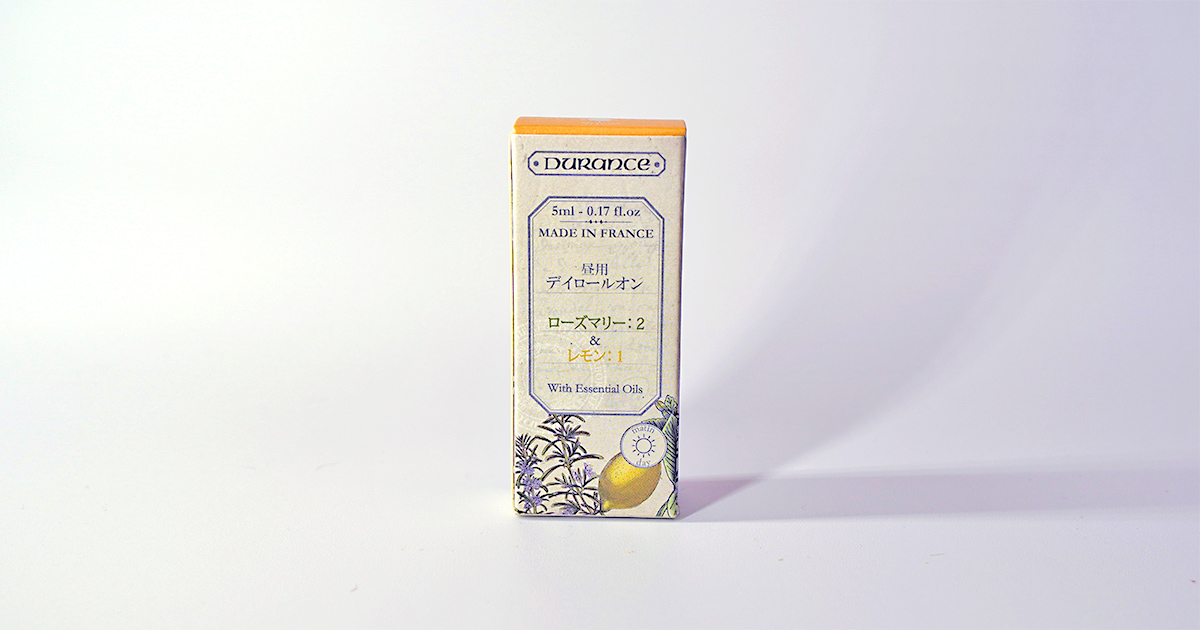 DURANCE
5ml - 0.17 fl.oz
MADE IN FRANCE
昼用
デイロールオン
ローズマリー：2
&
レモン：1
With Essential Oils
matin
day